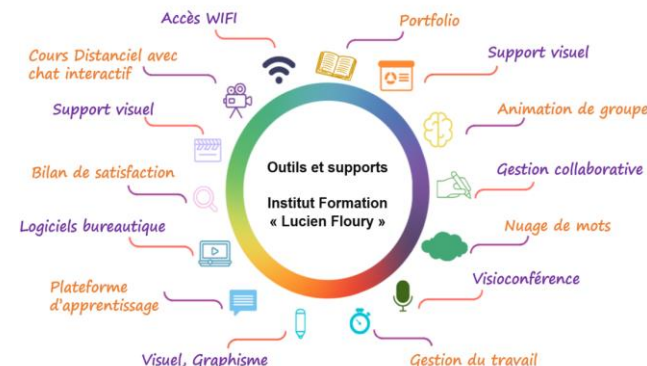 Accès WIFI
Portfolio
Cours Distanciel avec
chat interactif
Support visuel
Support visuel
Animation de groupe
Bilan de satisfaction
Outils et supports
Institut Formation
« Lucien Floury »
Gestion collaborative
Logiciels bureautique
Nuage de mots
Plateforme
d'apprentissage
Visioconférence
Visuel, Graphisme
Gestion du travail